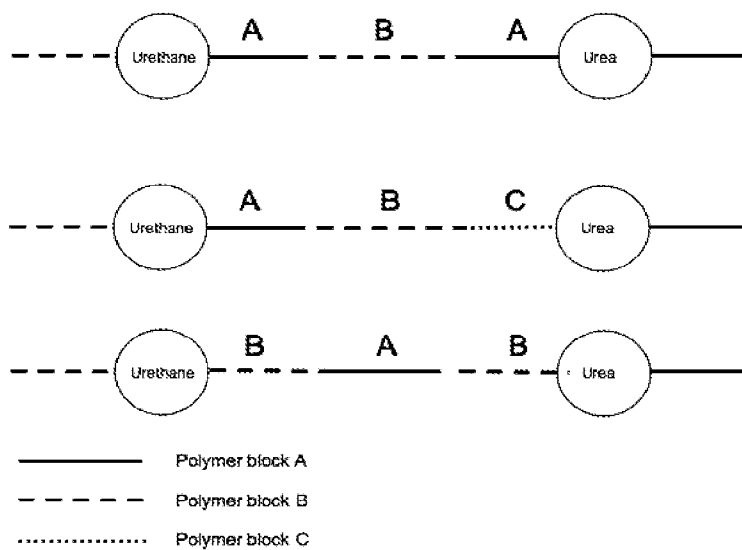 A B A
Urethane Urea
A B C
Urethane Urea
B A B
Urethane Urea
Polymer block A
Polymer block B
Polymer block C